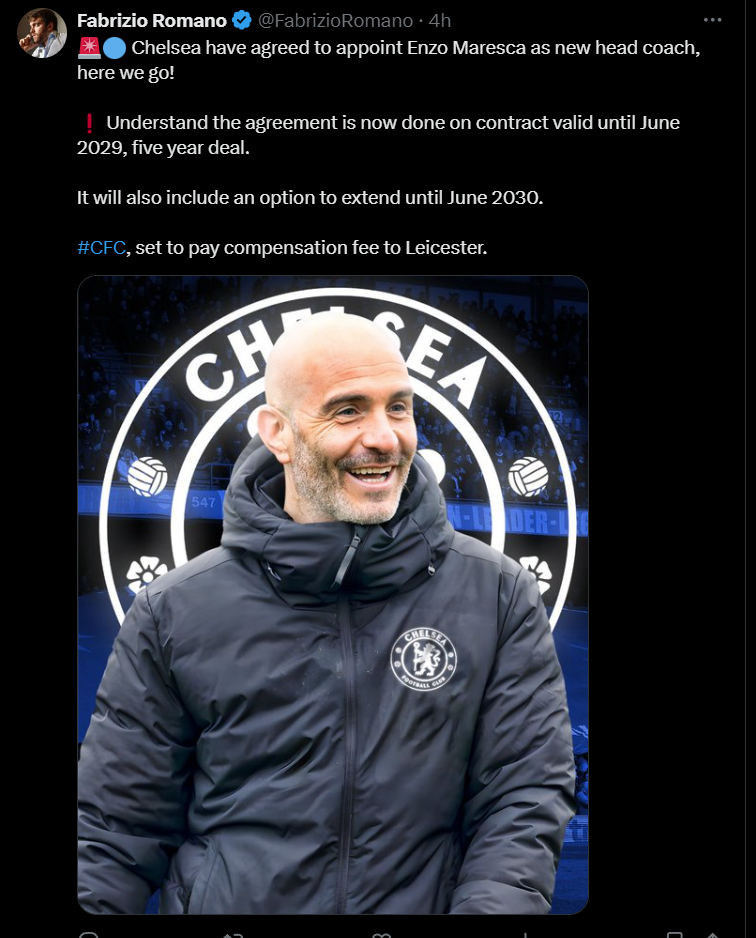 Fabrizio Romano @FabrizioRomano · 4h
🚨🔵 Chelsea have agreed to appoint Enzo Maresca as new head coach,
here we go!
❗️ Understand the agreement is now done on contract valid until June
2029, five year deal.
It will also include an option to extend until June 2030.
#CFC, set to pay compensation fee to Leicester.
CHELSEA
547
CHELSEA
FOOTBALL CLUB